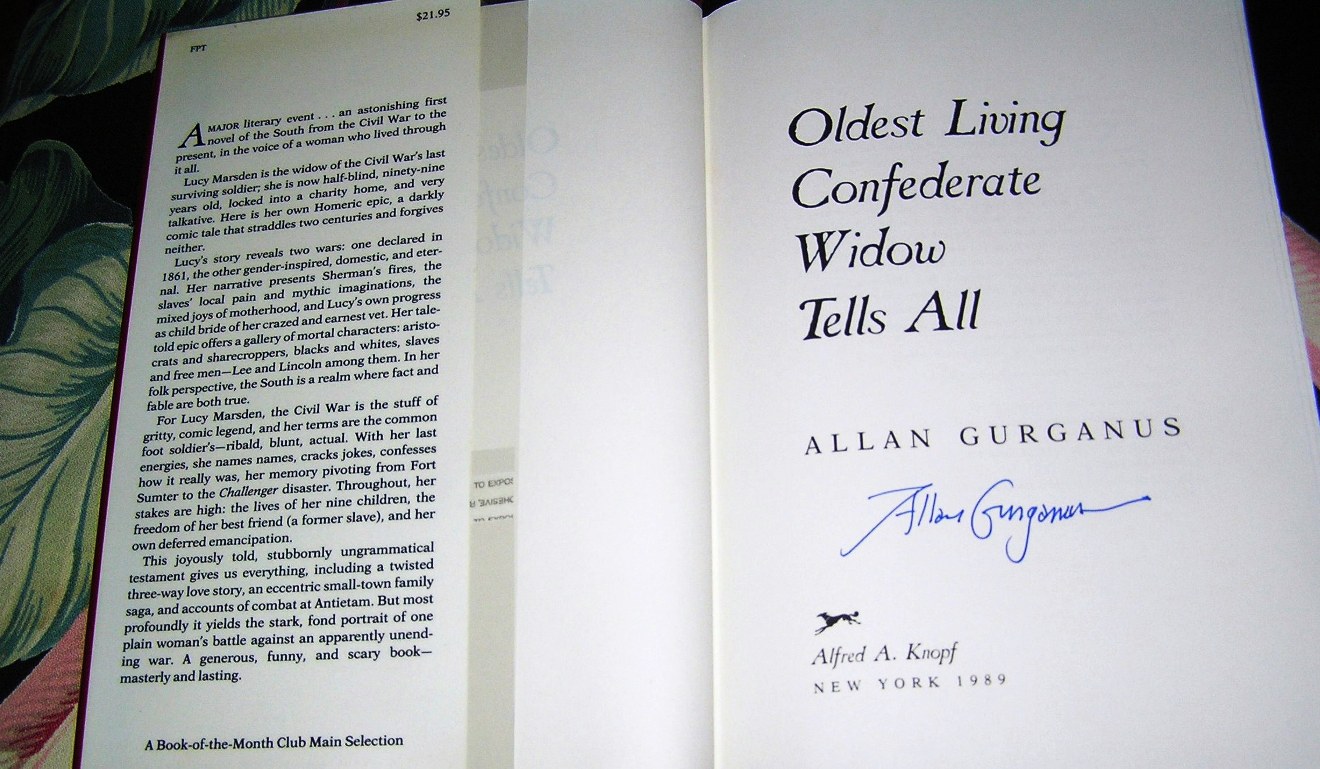 $21.95
FPT
A MAJOR literary event . . . an astonishing first
novel of the South from the Civil War to the
present, in the voice of a woman who lived through
it all.
Lucy Marsden is the widow of the Civil War's last
surviving soldier; she is now half-blind, ninety-nine
years old, locked into a charity home, and very
talkative. Here is her own Homeric epic, a darkly
comic tale that straddles two centuries and forgives
neither.
Lucy's story reveals two wars: one declared in
1861, the other gender-inspired, domestic, and eter-
nal. Her narrative presents Sherman's fires, the
slaves' local pain and mythic imaginations, the
mixed joys of motherhood, and Lucy's own progress
as child bride of her crazed and earnest vet. Her tale-
told epic offers a gallery of mortal characters: aristo-
crats and sharecroppers, blacks and whites, slaves
and free men—Lee and Lincoln among them. In her
folk perspective, the South is a realm where fact and
fable are both true.
For Lucy Marsden, the Civil War is the stuff of
gritty, comic legend, and her terms are the common
foot soldier's—ribald, blunt, actual. With her last
energies, she names names, cracks jokes, confesses
how it really was, her memory pivoting from Fort
Sumter to the Challenger disaster. Throughout, her
stakes are high: the lives of her nine children, the
freedom of her best friend (a former slave), and her
own deferred emancipation.
This joyously told, stubbornly ungrammatical
testament gives us everything, including a twisted
three-way love story, an eccentric small-town family
saga, and accounts of combat at Antietam. But most
profoundly it yields the stark, fond portrait of one
plain woman's battle against an apparently unend-
ing war. A generous, funny, and scary book—
masterly and lasting.
A Book-of-the-Month Club Main Selection
TO EXPO
Oldest Living
Confederate
Widow
Tells All
ALLAN GURGANUS
Allan Gurganus
Alfred A. Knopf
NEW YORK 1989